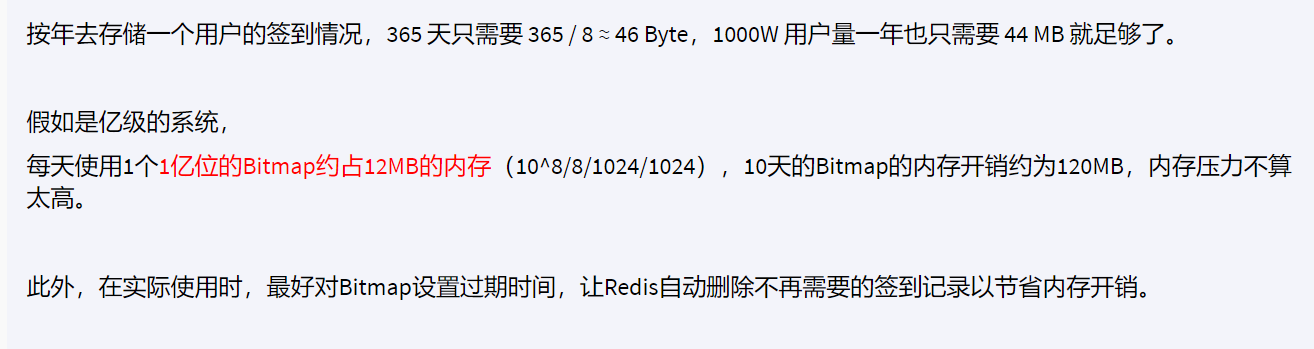 按年去存储一个用户的签到情况，365 天只需要 365 / 8 ≈ 46 Byte，1000W 用户量一年也只需要 44 MB 就足够了。
假如是亿级的系统，
每天使用1个1亿位的Bitmap约占12MB的内存（10^8/8/1024/1024），10天的Bitmap的内存开销约为120MB，内存压力不算
太高。
此外，在实际使用时，最好对Bitmap设置过期时间，让Redis自动删除不再需要的签到记录以节省内存开销。